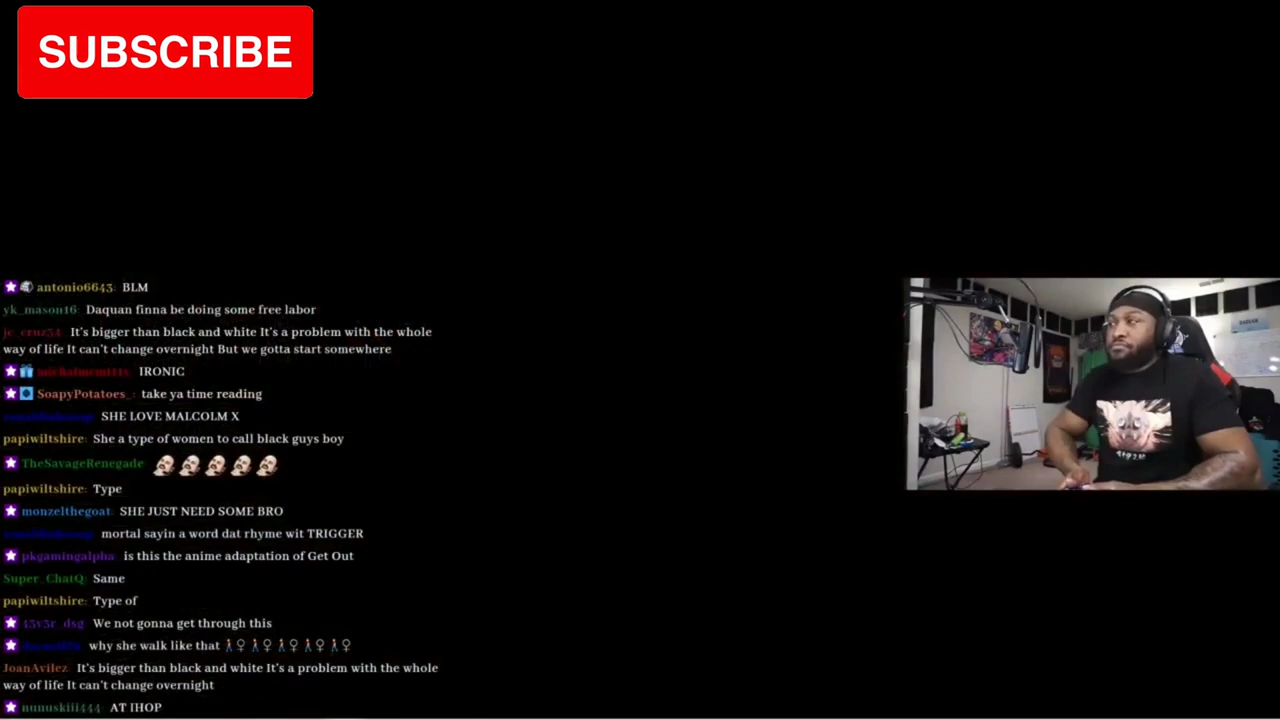 SUBSCRIBE
antonio6643: BLM
yk_mason16: Daquan finna be doing some free labor
jc_cruz54: It's bigger than black and white It's a problem with the whole
way of life It can't change overnight But we gotta start somewhere
IRONIC
SoapyPotatoes_: take ya time reading
SHE LOVE MALCOLM X
papiwiltshire: She a type of women to call black guys boy
TheSavageRenegade
papiwiltshire: Type
monzelthegoat: SHE JUST NEED SOME BRO
mortal sayin a word dat rhyme wit TRIGGER
pkgamingalpha is this the anime adaptation of Get Out
Super_ChatQ: Same
papiwiltshire: Type of
We not gonna get through this
why she walk like that
JoanAvilez It's bigger than black and white It's a problem with the whole
way of life It can't change overnight
nunuskiii444 AT IHOP